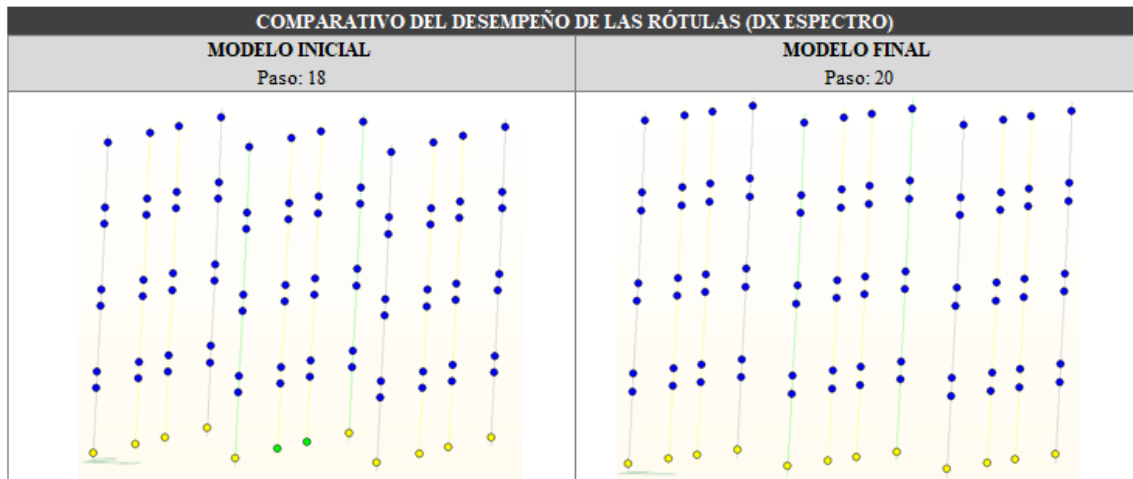 COMPARATIVO DEL DESEMPEÑO DE LAS RÓTULAS (DX ESPECTRO)
MODELO INICIAL
Paso: 18
MODELO FINAL
Paso: 20